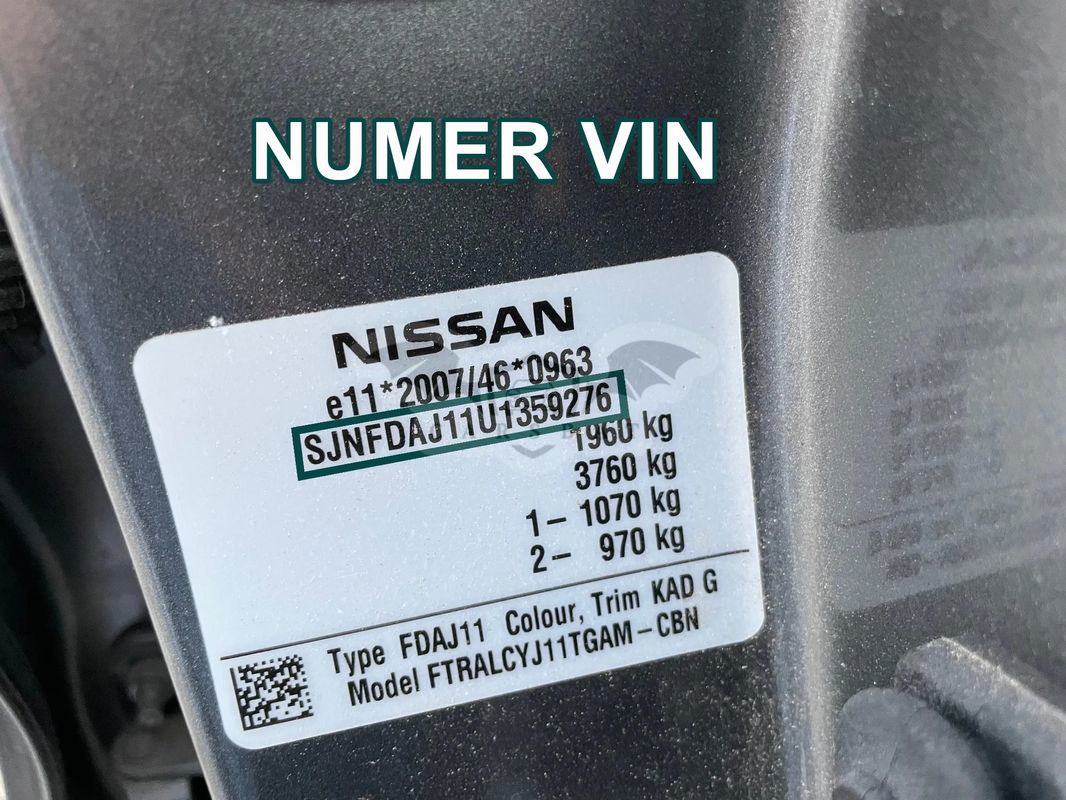 NUMER VIN
NISSAN
e11*2007/46*0963
SJNFDAJ11U1359276
1960 kg
3760 kg
1– 1070 kg
2– 970 kg
Type FDAJ11 Colour, Trim KAD G
Model FTRALCYJ11TGAM–CBN